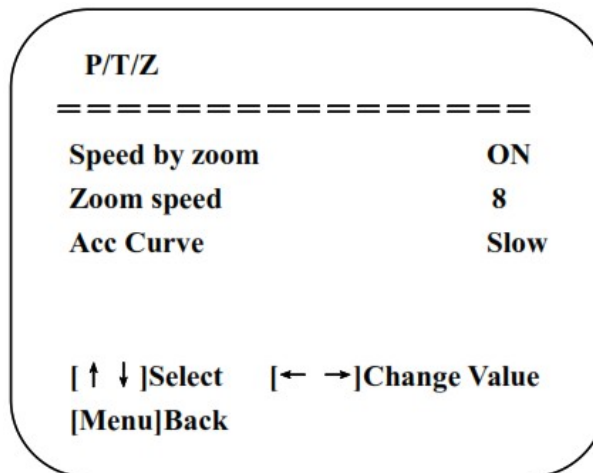 P/T/Z
==================
Speed by zoom ON
Zoom speed 8
Acc Curve Slow
[ ↑ ↓ ]Select [← →]Change Value
[Menu]Back